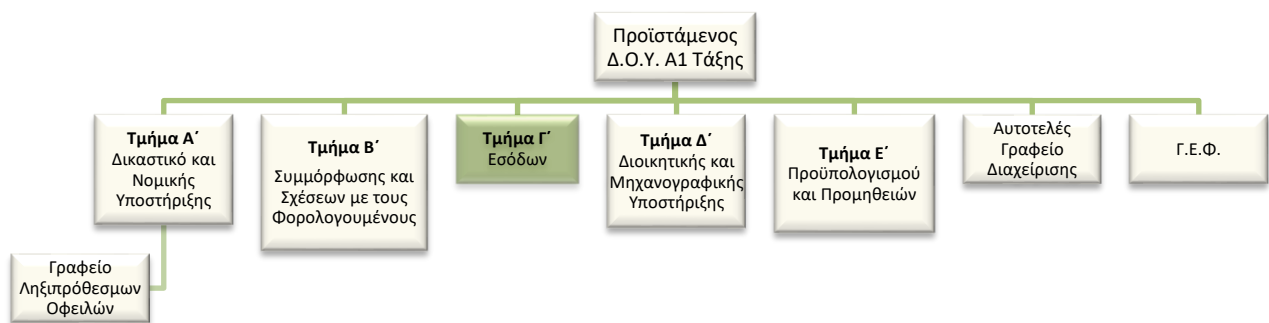 Προϊστάμενος
Δ.Ο.Υ. Α1 Τάξης
Τμήμα Α΄
Δικαστικό και
Νομικής
Υποστήριξης
Τμήμα Β΄
Συμμόρφωσης και
Σχέσεων με τους
Φορολογουμένους
Τμήμα Γ΄
Εσόδων
Τμήμα Δ΄
Διοικητικής και
Μηχανογραφικής
Υποστήριξης
Τμήμα Ε΄
Προϋπολογισμού
και Προμηθειών
Αυτοτελές
Γραφείο
Διαχείρισης
Γ.Ε.Φ.
Γραφείο
Ληξιπρόθεσμων
Οφειλών